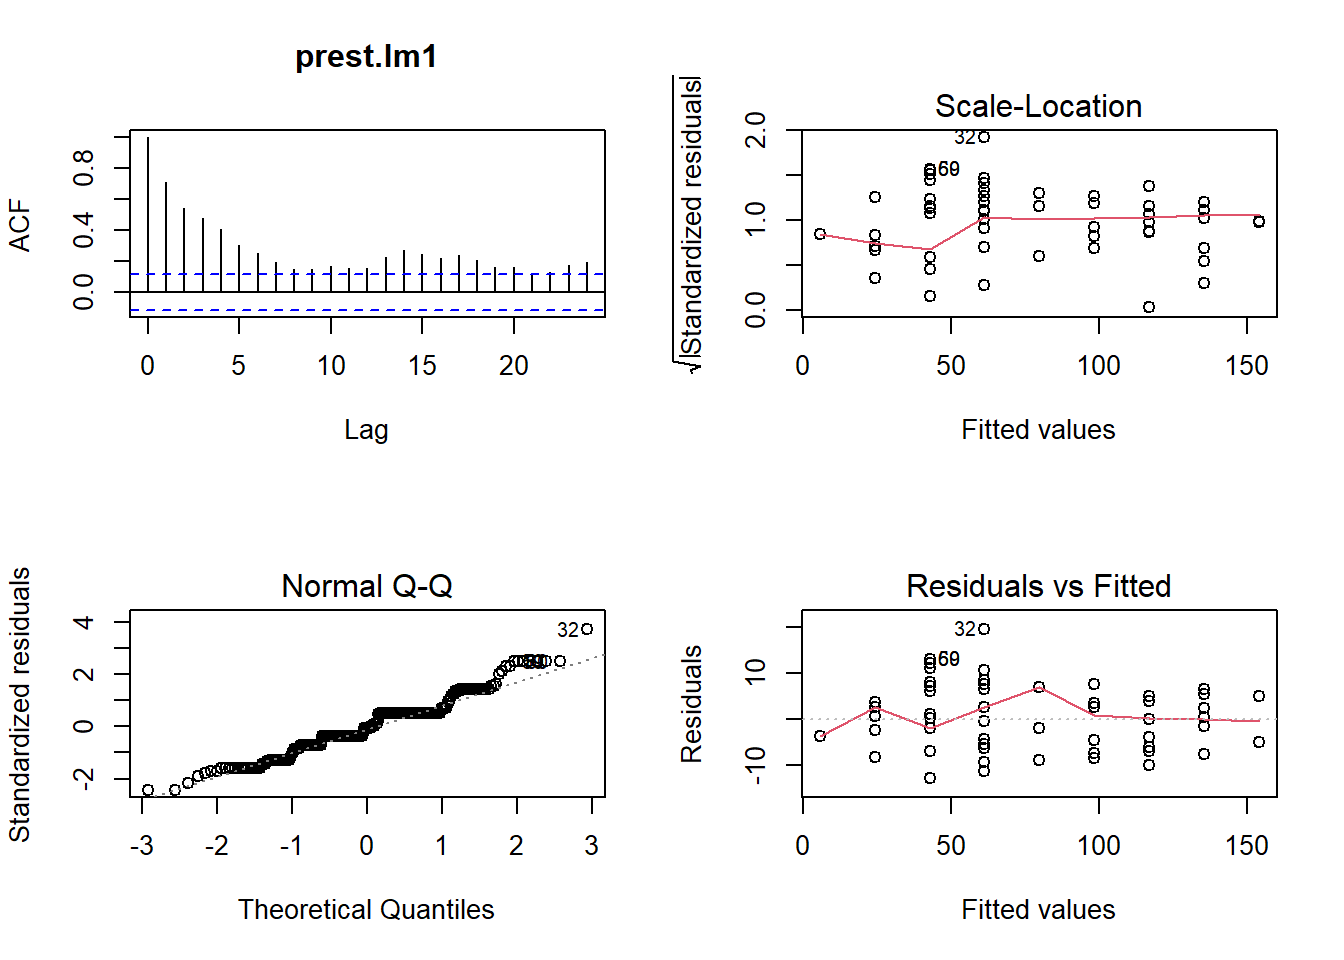 prest.lm1
ACF
0.0 0.4 0.8
0 5 10 15 20
Lag
Scale-Location
√|Standardized residuals|
0.0 1.0 2.0
32
69
0 50 100 150
Fitted values
Normal Q-Q
Standardized residuals
-2 0 2 4
32
-3 -2 -1 0 1 2 3
Theoretical Quantiles
Residuals vs Fitted
Residuals
-10 10
32
0 50 100 150
Fitted values